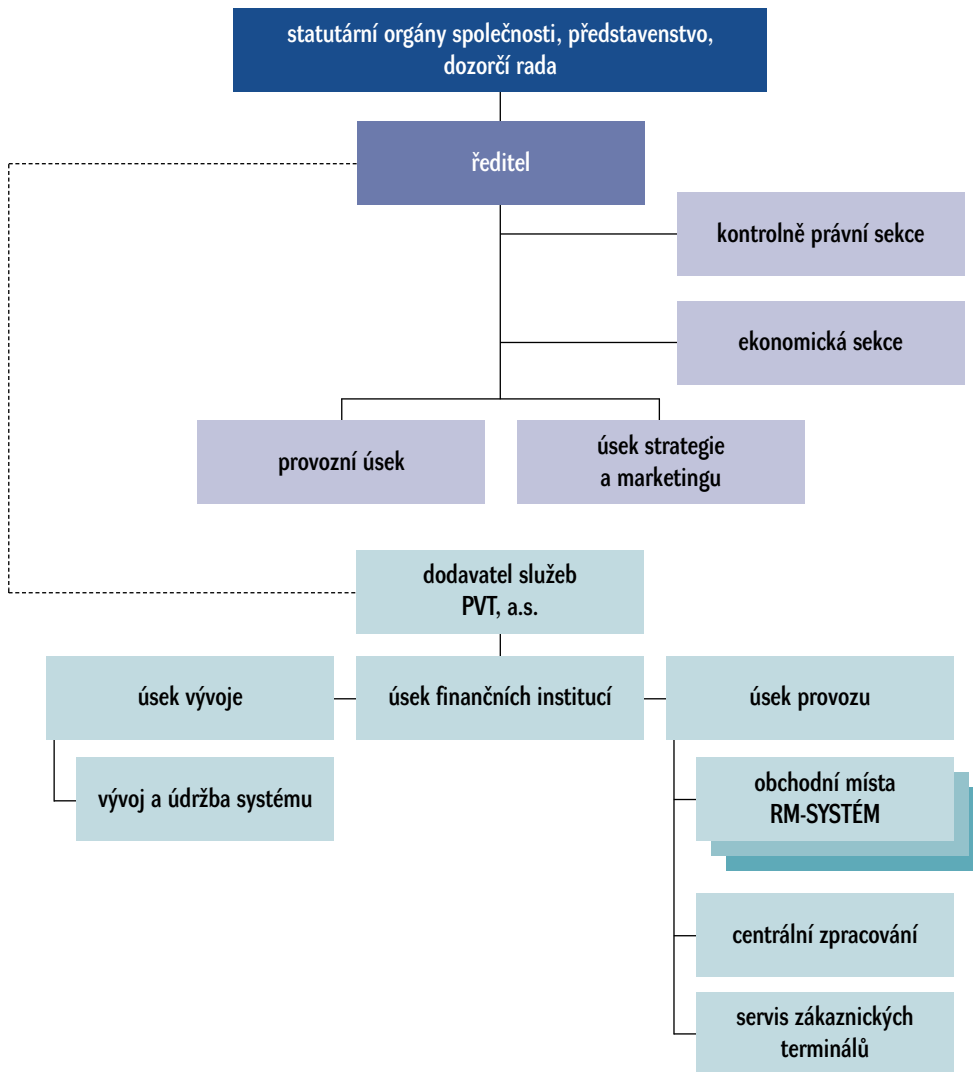 statutární orgány společnosti, představenstvo,
dozorčí rada
ředitel
kontrolně právní sekce
ekonomická sekce
provozní úsek
úsek strategie
a marketingu
dodavatel služeb
PVT, a.s.
úsek vývoje
úsek finančních institucí
úsek provozu
vývoj a údržba systému
obchodní místa
RM-SYSTÉM
centrální zpracování
servis zákaznických
terminálů